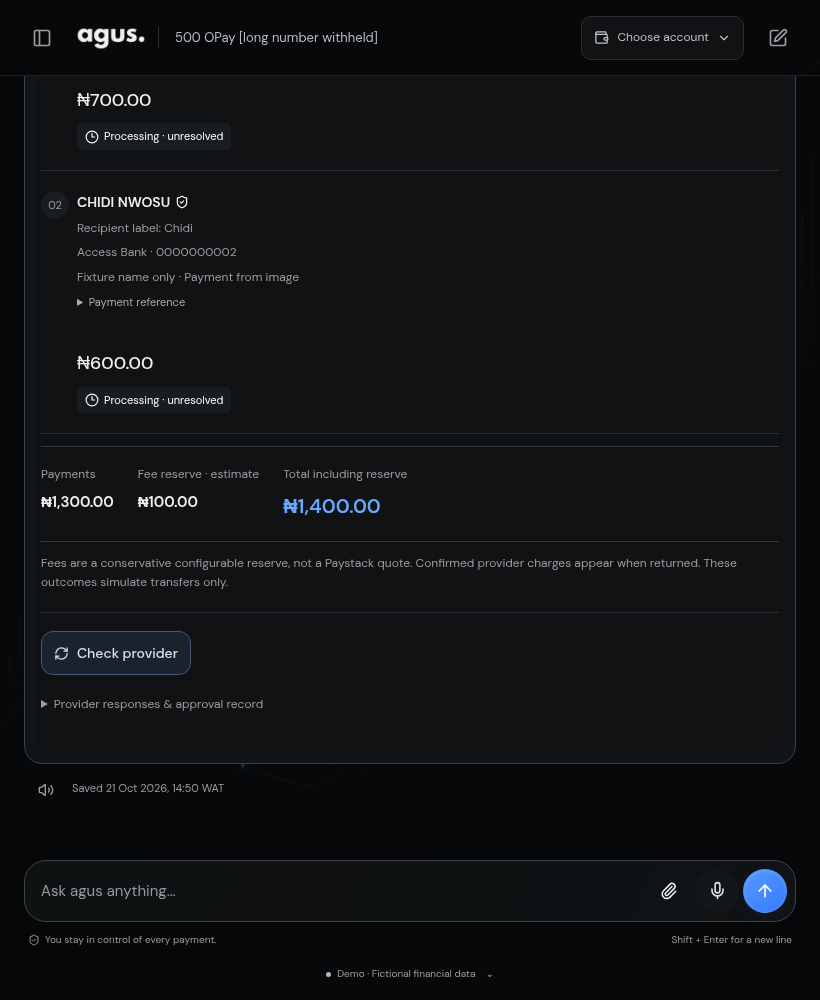 agus.
500 OPay [long number withheld]
Choose account
₦700.00
Processing · unresolved
02
CHIDI NWOSU
Recipient label: Chidi
Access Bank · 0000000002
Fixture name only · Payment from image
Payment reference
₦600.00
Processing · unresolved
Payments
₦1,300.00
Fee reserve · estimate
₦100.00
Total including reserve
₦1,400.00
Fees are a conservative configurable reserve, not a Paystack quote. Confirmed provider charges appear when returned. These
outcomes simulate transfers only.
Check provider
Provider responses & approval record
Saved 21 Oct 2026, 14:50 WAT
Ask agus anything...
You stay in control of every payment.
Shift + Enter for a new line
Demo · Fictional financial data